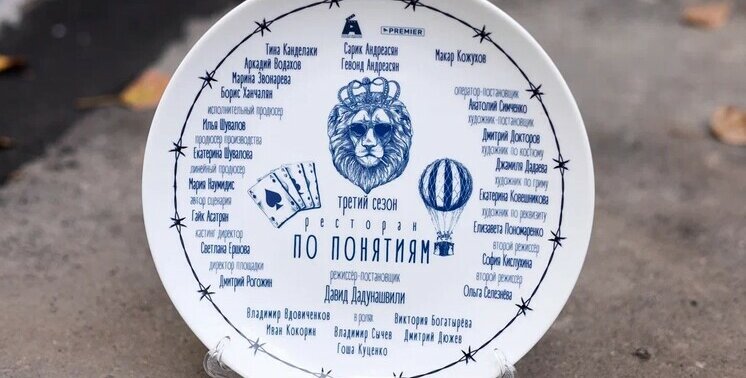 PREMIER
Тина Канделаки
Аркадий Водахов
Марина Звонарева
Борис Ханчалян
исполнительный продюсер
Илья Шувалов
продюсер производства
Екатерина Шувалова
линейный продюсер
Мария Наумидис
автор сценария
Гайк Асатрян
кастинг директор
Светлана Ершова
директор площадки
Дмитрий Рогожин
Сарик Андреасян
Гевонд Андреасян
третий сезон
ресторан
ПО ПОНЯТИЯМ
режиссёр-постановщик
Давид Дадунашвили
Макар Кожухов
оператор-постановщик
Анатолий Симченко
художник-постановщик
Дмитрий Докторов
художник по костюму
Джамиля Дадаева
художник по гриму
Екатерина Ковешникова
художник по реквизиту
Елизавета Пономаренко
второй режиссер
София Кислухина
второй режиссер
Ольга Селезнёва
в ролях
Владимир Вдовиченков
Виктория Богатырёва
Иван Кокорин
Владимир Сычев
Дмитрий Дюжев
Гоша Куценко